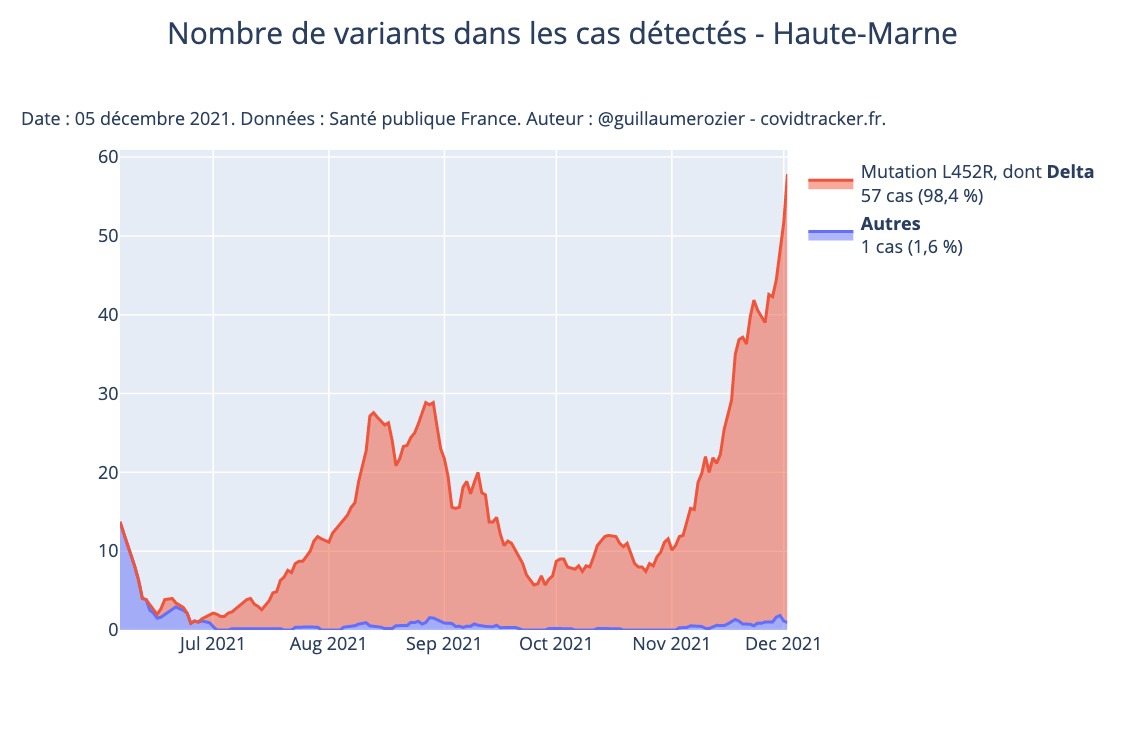 Nombre de variants dans les cas détectés - Haute-Marne
Date : 05 décembre 2021. Données : Santé publique France. Auteur : @guillaumerozier - covidtracker.fr.
60
50
40
30
20
10
0
Jul 2021
Aug 2021
Sep 2021
Oct 2021
Nov 2021
Dec 2021
Mutation L452R, dont Delta
57 cas (98,4 %)
Autres
1 cas (1,6 %)